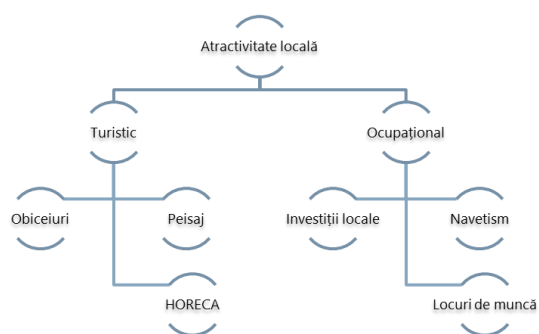 Atractivitate locală
Turistic
Ocupațional
Obiceiuri
Peisaj
Investiții locale
Navetism
HORECA
Locuri de muncă